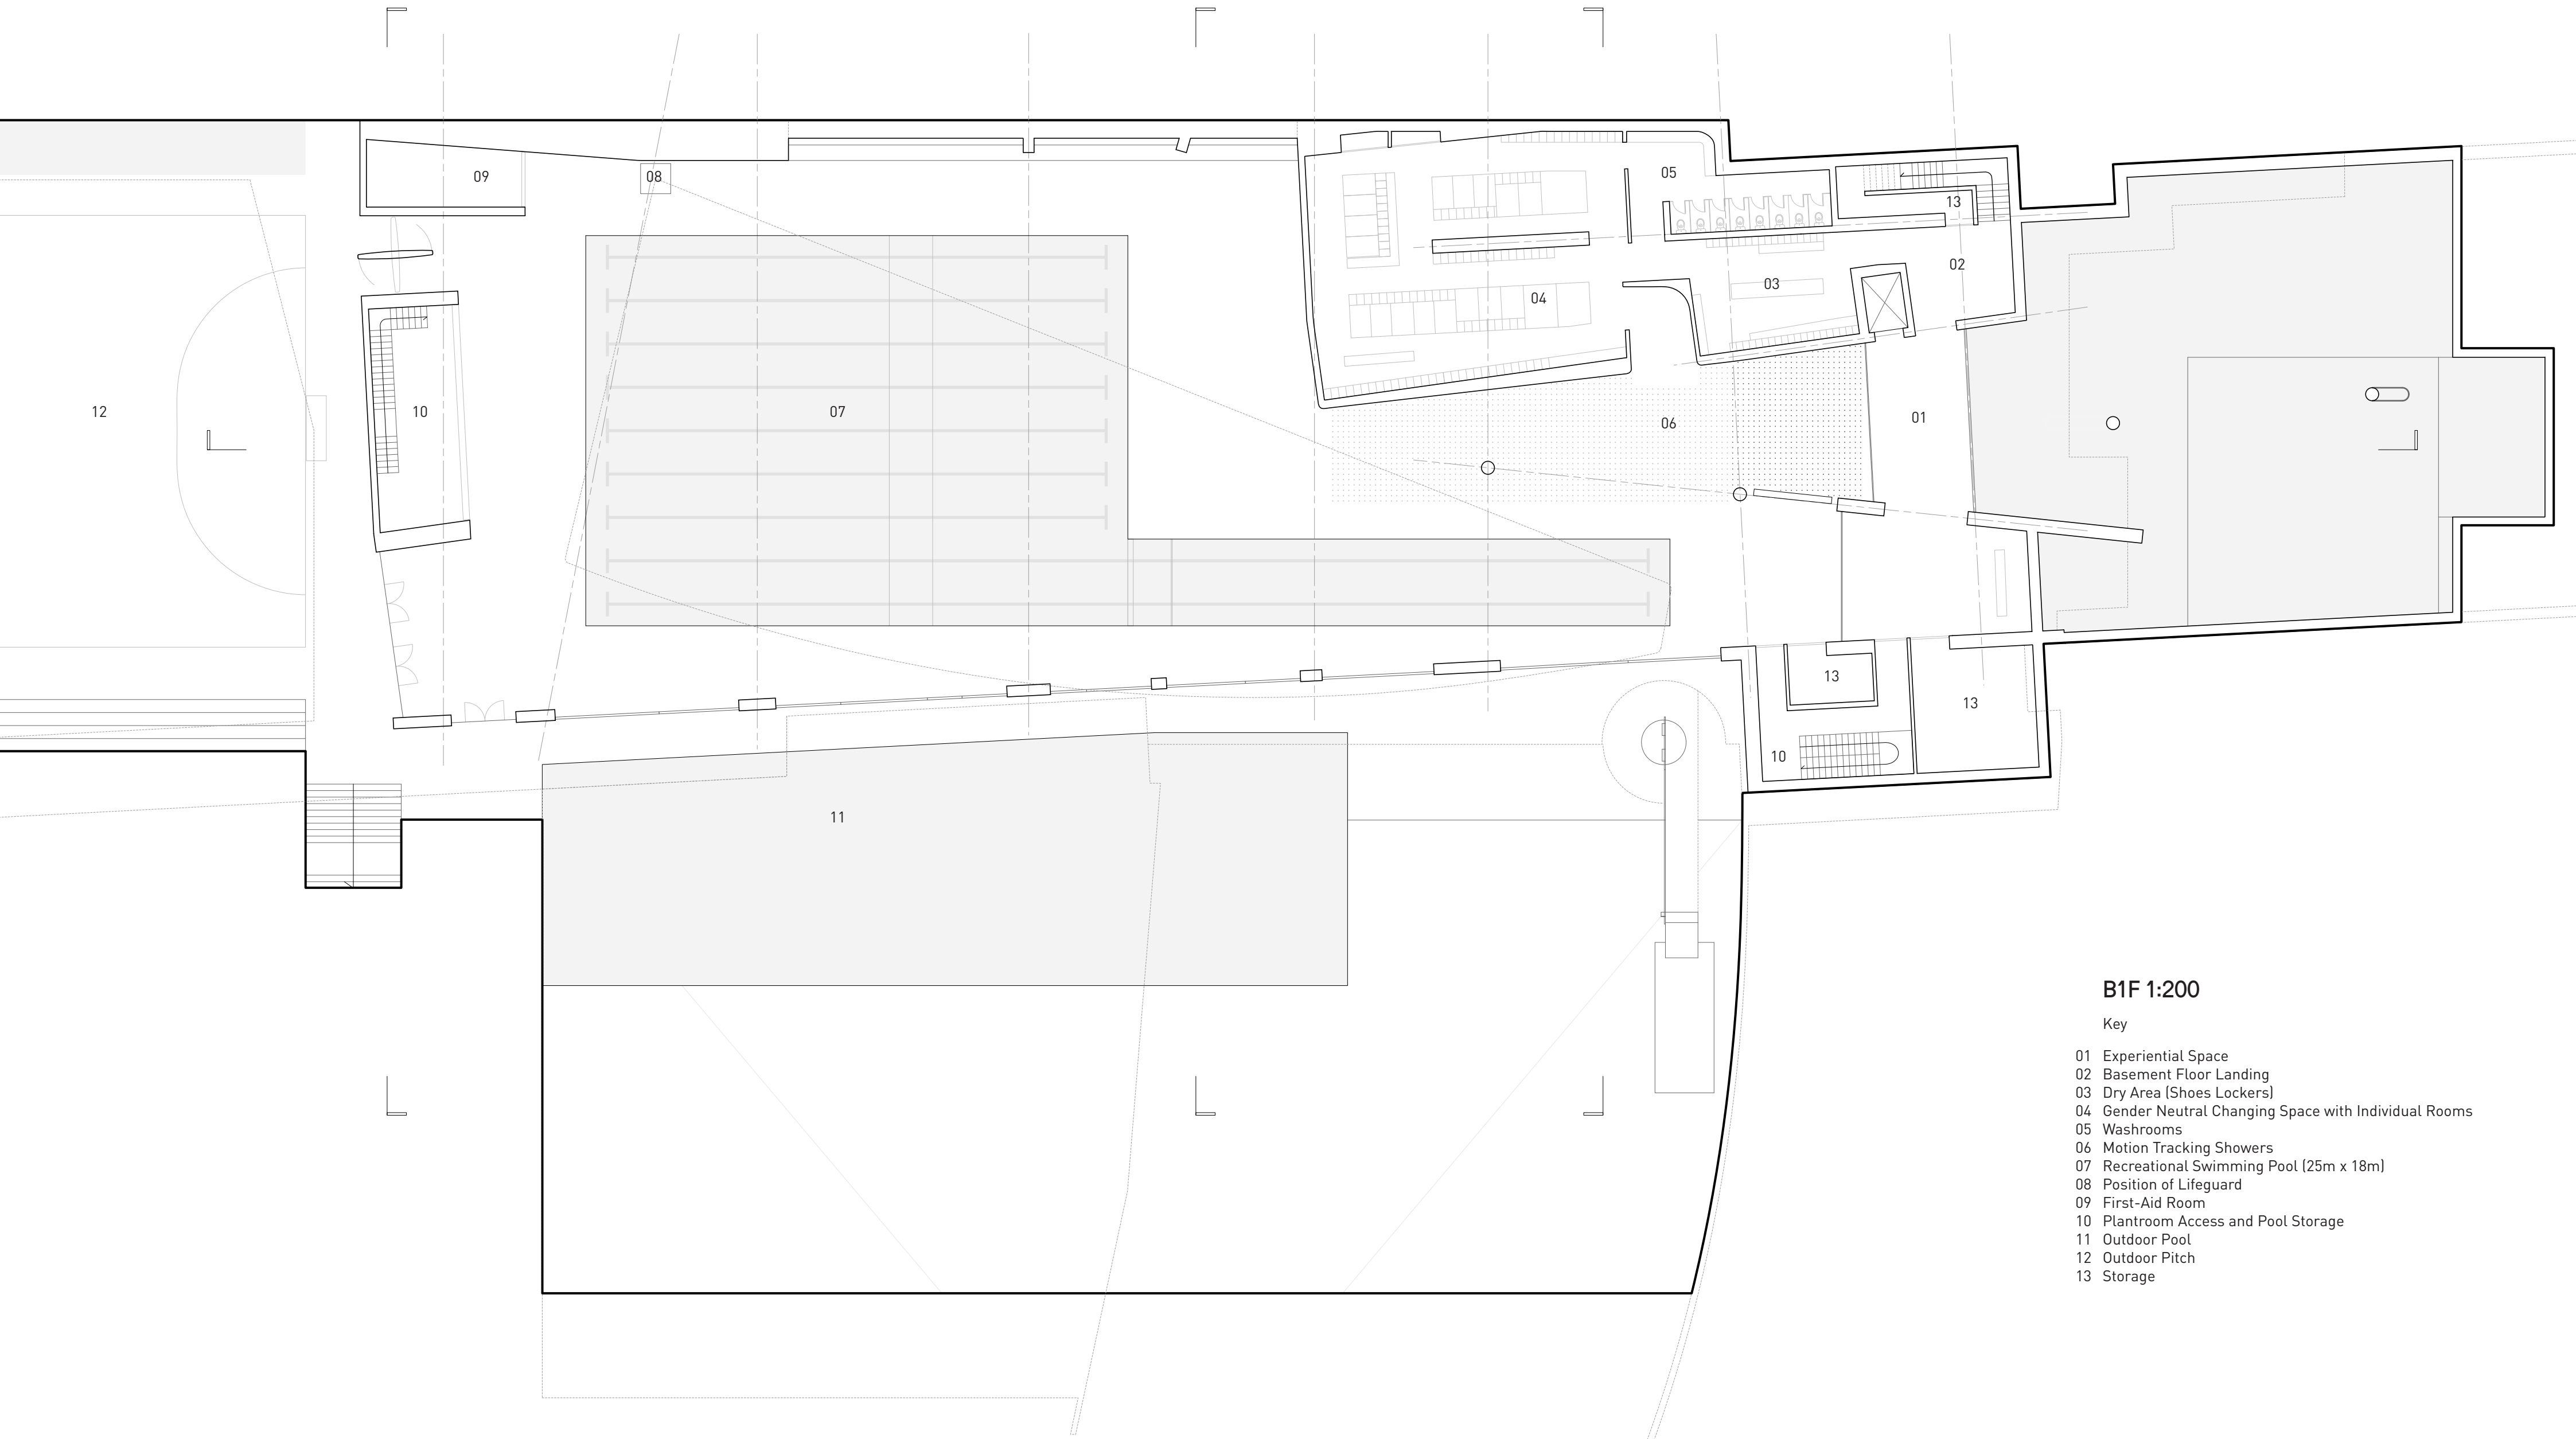 09
08
05
13
02
03
04
12
10
07
01
06
13
13
10
11
B1F 1:200
Key
01 Experiential Space
02 Basement Floor Landing
03 Dry Area (Shoes Lockers)
04 Gender Neutral Changing Space with Individual Rooms
05 Washrooms
06 Motion Tracking Showers
07 Recreational Swimming Pool (25m x 18m)
08 Position of Lifeguard
09 First-Aid Room
10 Plantroom Access and Pool Storage
11 Outdoor Pool
12 Outdoor Pitch
13 Storage